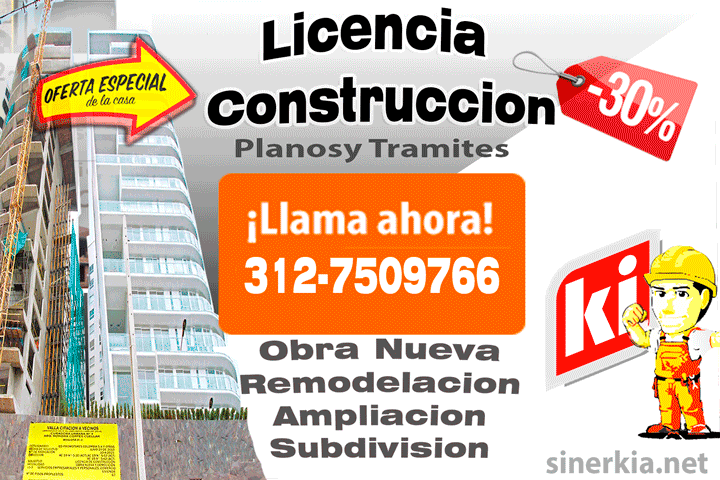 Licencia
Construccion
OFERTA ESPECIAL
de la casa
-30%
Planosy Tramites
¡Llama ahora!
312-7509766
ki
Obra Nueva
Remodelacion
Ampliacion
Subdivision
VALLA CITACION A VECINOS
sinerkia.net